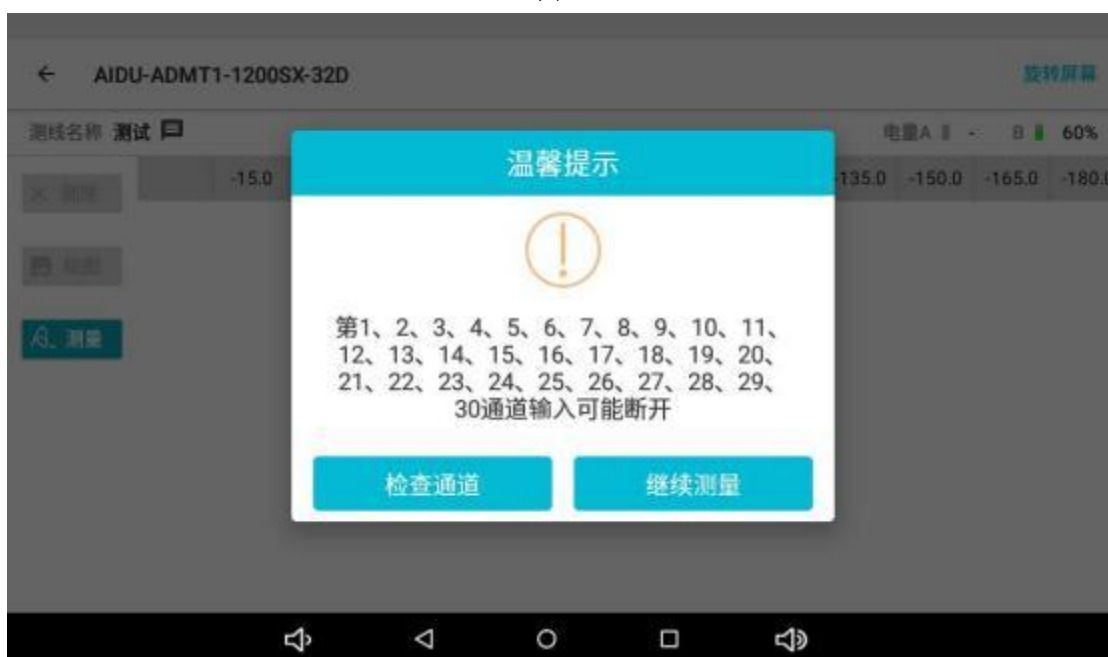 AIDU-ADMT1-1200SX-32D
旋转屏幕
测线名称 测试
电量A - B 60%
-15.0
-135.0 -150.0 -165.0 -180.0
温馨提示
第1、2、3、4、5、6、7、8、9、10、11、
12、13、14、15、16、17、18、19、20、
21、22、23、24、25、26、27、28、29、
30通道输入可能断开
测量
检查通道 继续测量